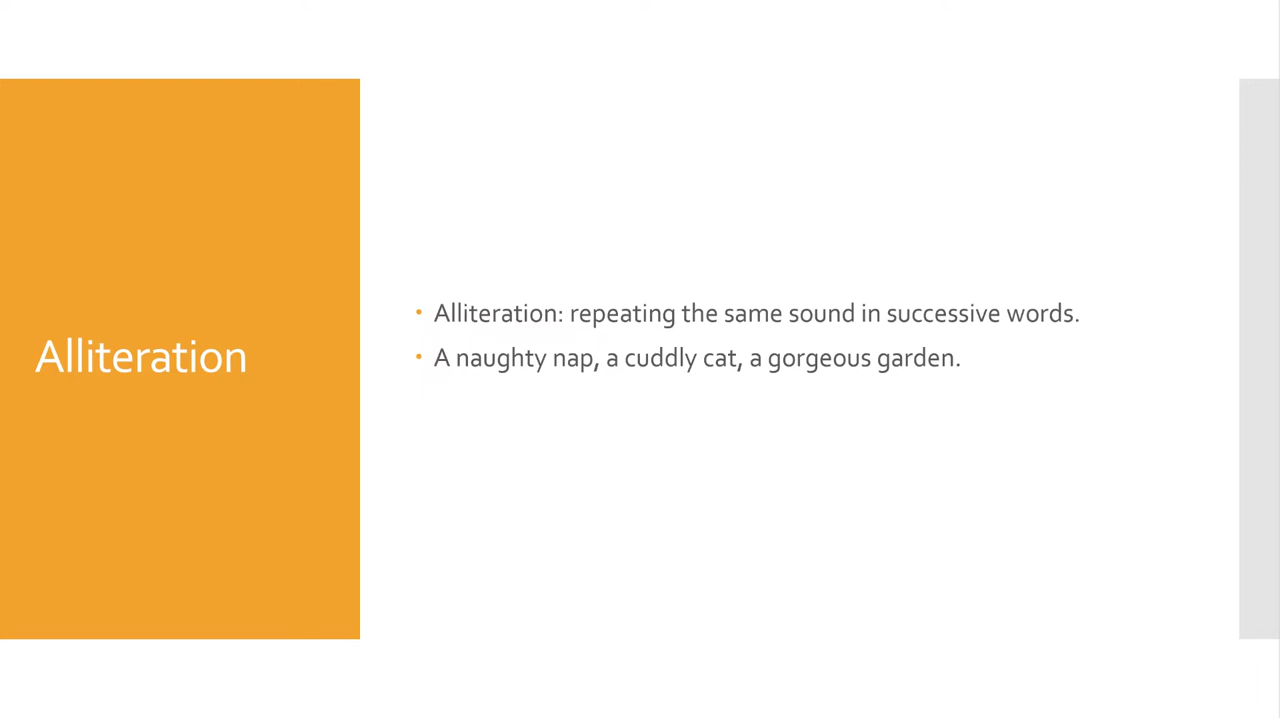 Alliteration
• Alliteration: repeating the same sound in successive words.
• A naughty nap, a cuddly cat, a gorgeous garden.